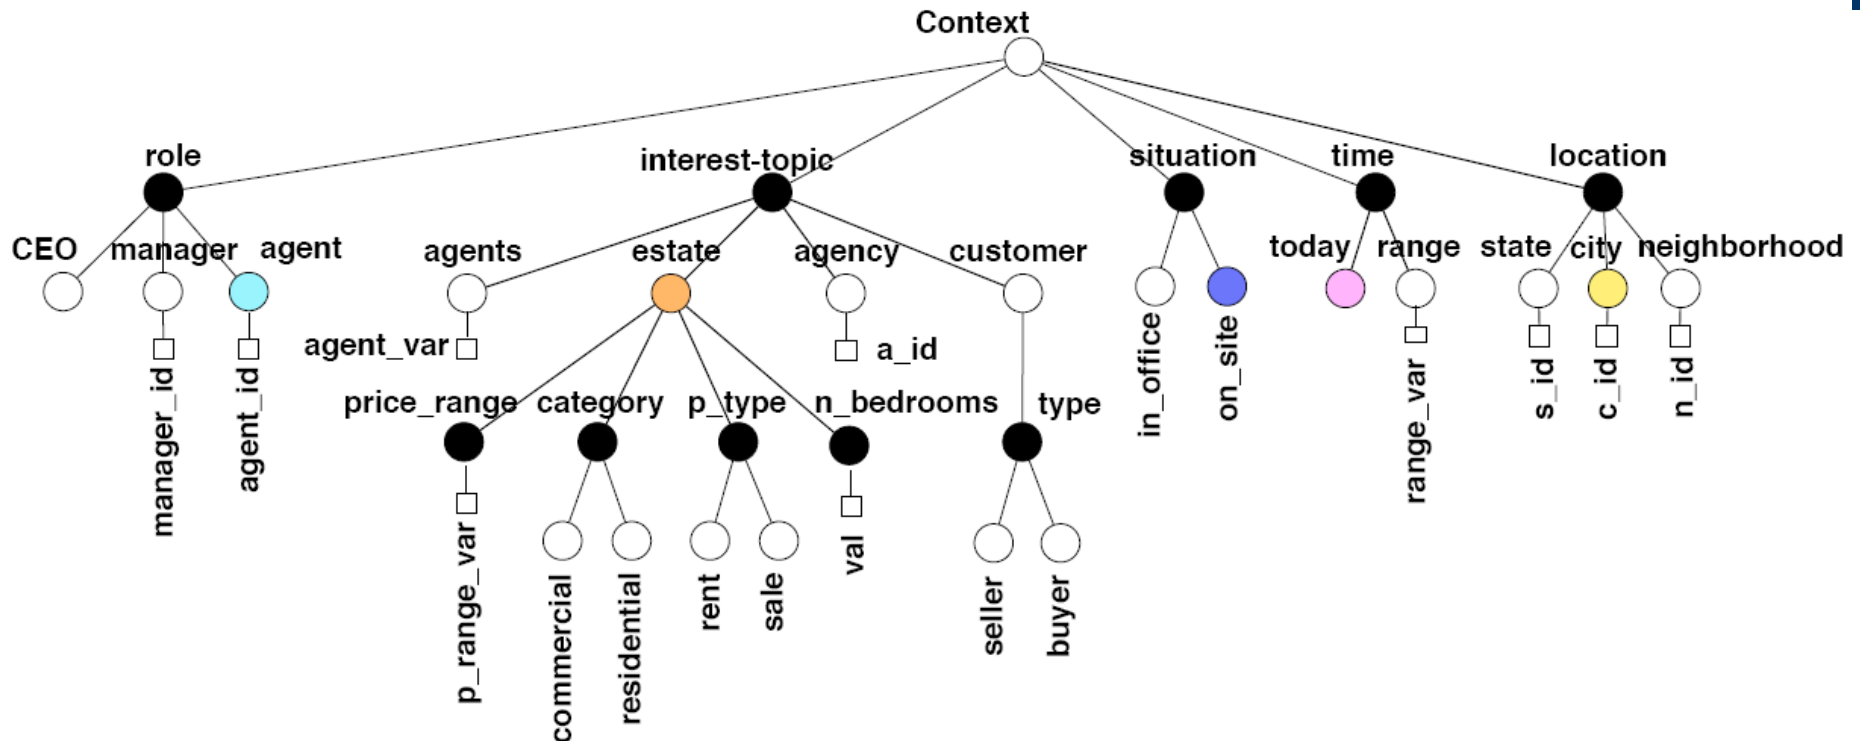 Context
role
interest-topic
situation
time
location
CEO
manager
agent
agents
estate
agency
customer
today
range
state
city
neighborhood
agent_var
a_id
manager_id
agent_id
in_office
on_site
range_var
s_id
c_id
n_id
price_range
category
p_type
n_bedrooms
type
p_range_var
commercial
residential
rent
sale
val
seller
buyer